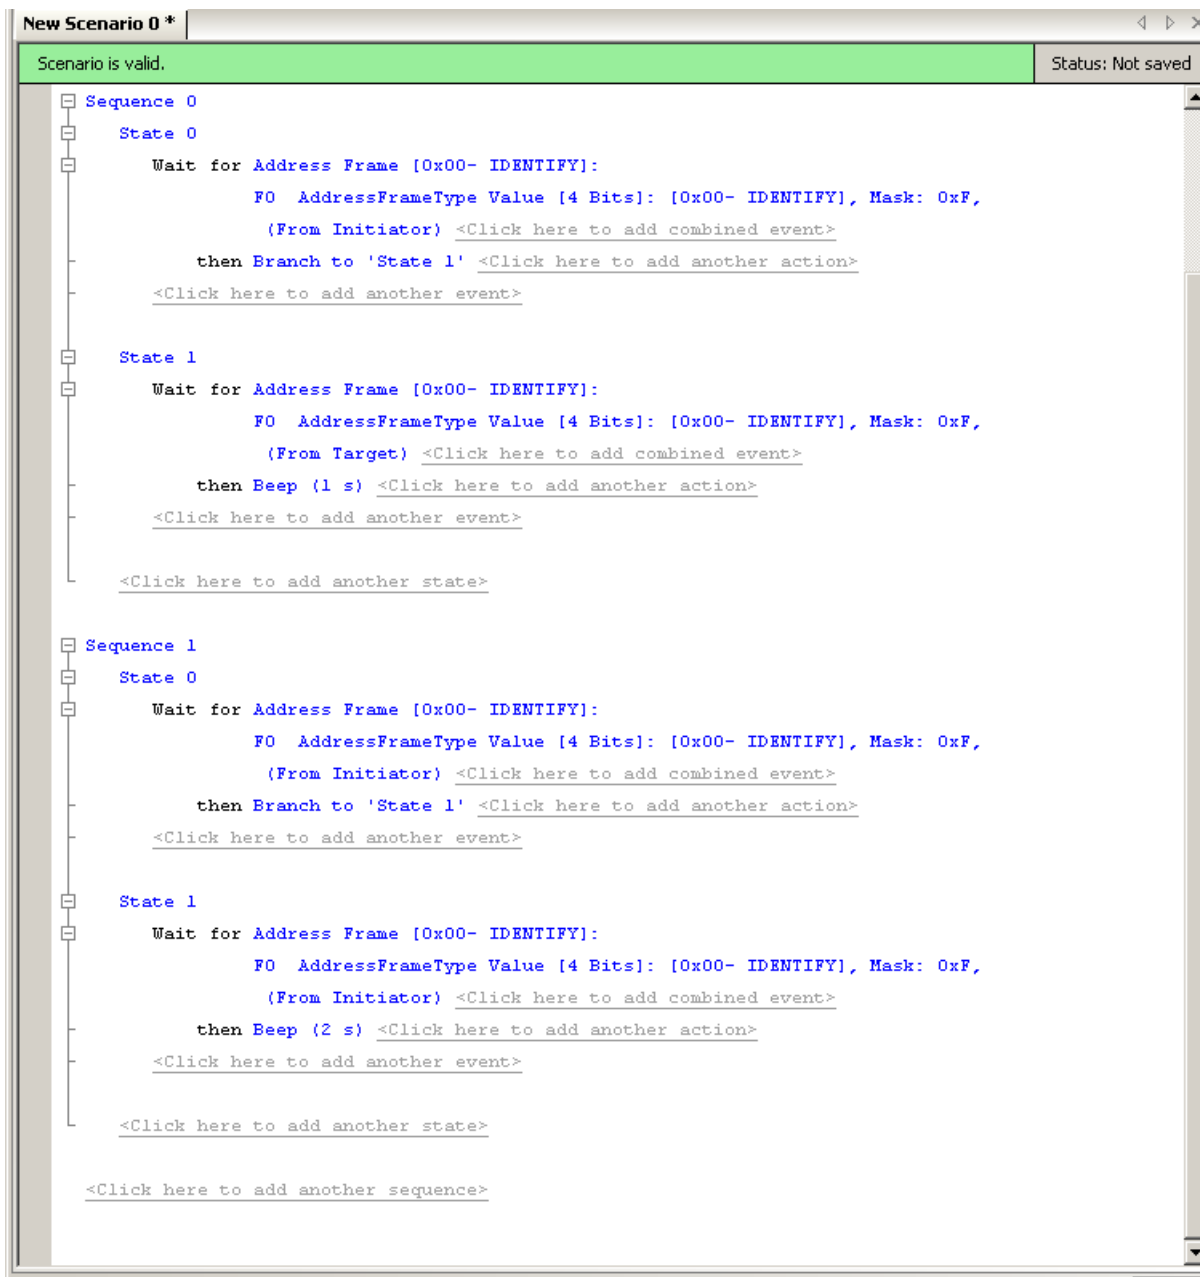 New Scenario 0 *
Scenario is valid.
Status: Not saved
Sequence 0
State 0
Wait for Address Frame [0x00- IDENTIFY]:
F0 AddressFrameType Value [4 Bits]: [0x00- IDENTIFY], Mask: 0xF,
(From Initiator) <Click here to add combined event>
then Branch to 'State 1' <Click here to add another action>
<Click here to add another event>
State 1
Wait for Address Frame [0x00- IDENTIFY]:
F0 AddressFrameType Value [4 Bits]: [0x00- IDENTIFY], Mask: 0xF,
(From Target) <Click here to add combined event>
then Beep (1 s) <Click here to add another action>
<Click here to add another event>
<Click here to add another state>
Sequence 1
State 0
Wait for Address Frame [0x00- IDENTIFY]:
F0 AddressFrameType Value [4 Bits]: [0x00- IDENTIFY], Mask: 0xF,
(From Initiator) <Click here to add combined event>
then Branch to 'State 1' <Click here to add another action>
<Click here to add another event>
State 1
Wait for Address Frame [0x00- IDENTIFY]:
F0 AddressFrameType Value [4 Bits]: [0x00- IDENTIFY], Mask: 0xF,
(From Initiator) <Click here to add combined event>
then Beep (2 s) <Click here to add another action>
<Click here to add another event>
<Click here to add another state>
<Click here to add another sequence>